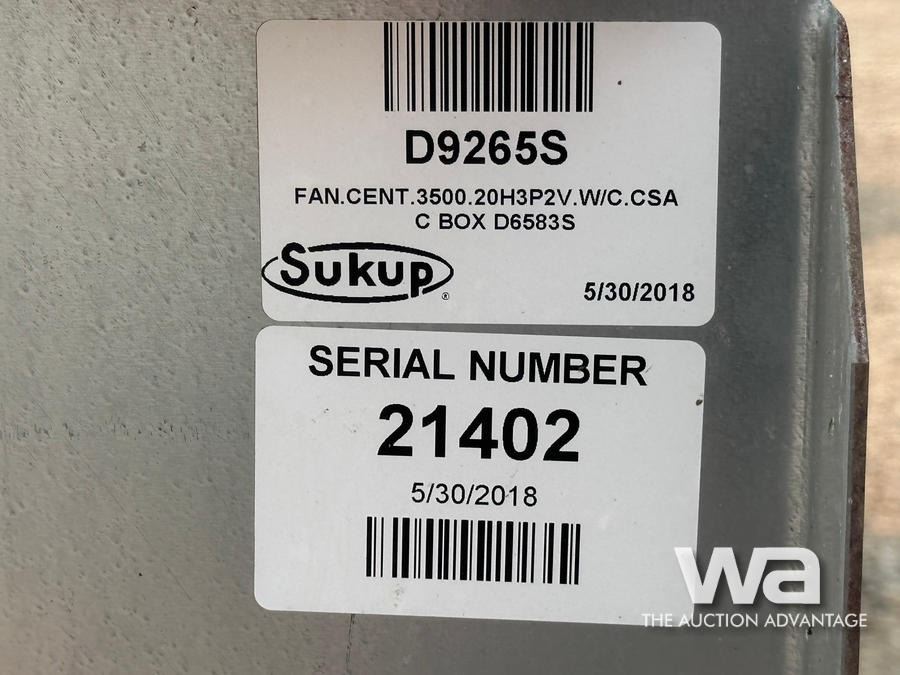 D9265S
FAN.CENT.3500.20H3P2V.W/C.CSA
C BOX D6583S
Sukup®
5/30/2018
SERIAL NUMBER
21402
5/30/2018
wa
THE AUCTION ADVANTAGE